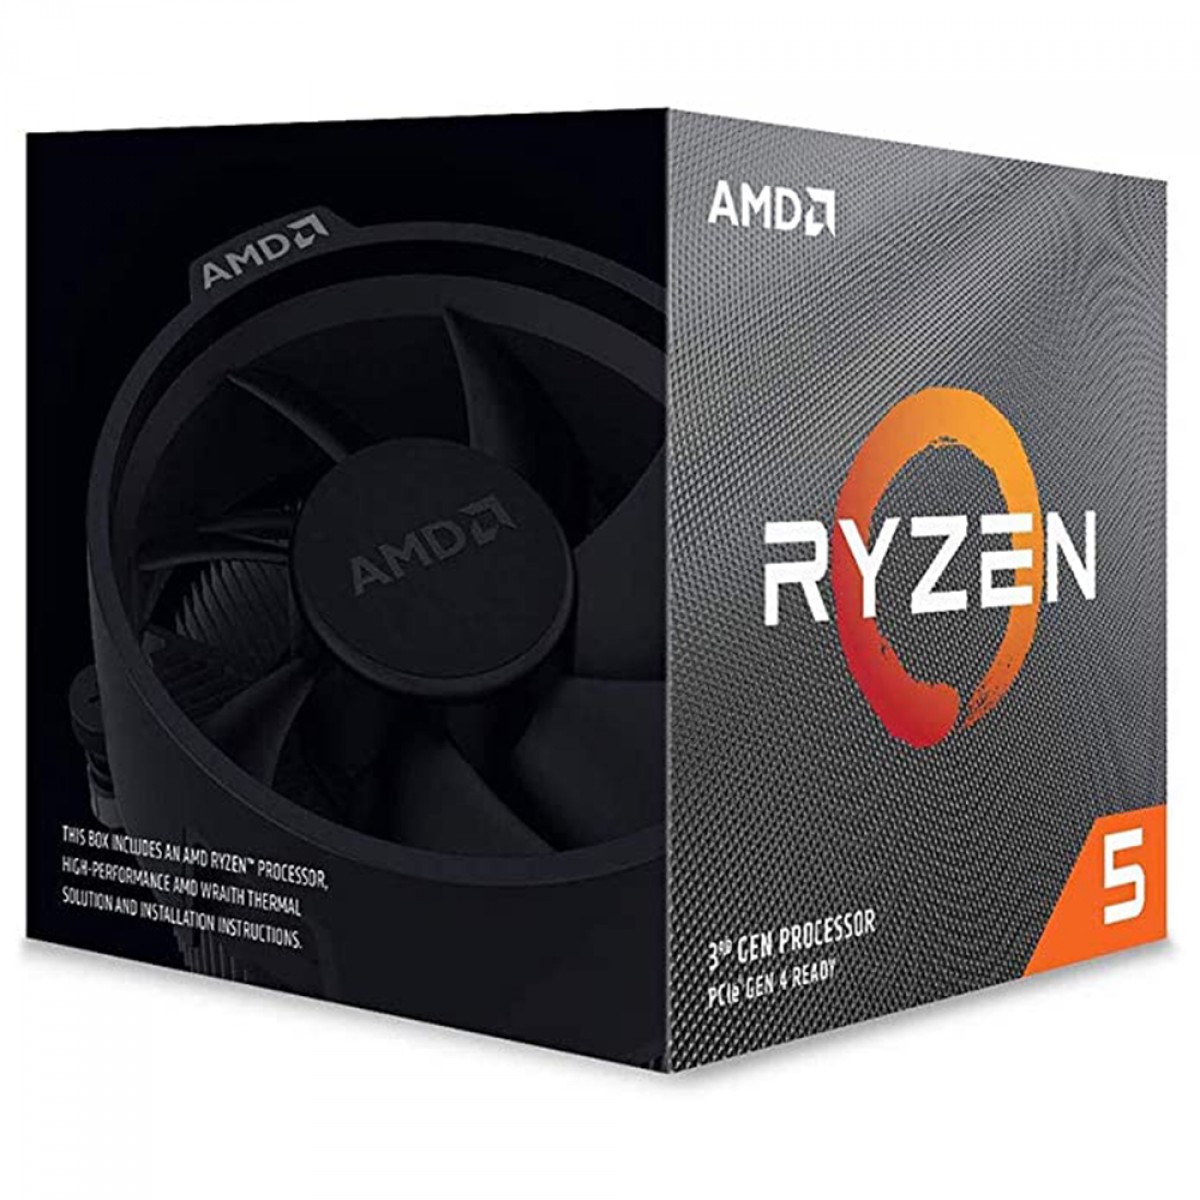 AMD
AMD
THIS BOX INCLUDES AN AMD RYZEN™ PROCESSOR,
HIGH-PERFORMANCE AMD WRAITH THERMAL
SOLUTION AND INSTALLATION INSTRUCTIONS.
AMD
RYZEN
5
3RD GEN PROCESSOR
PCIe GEN 4 READY